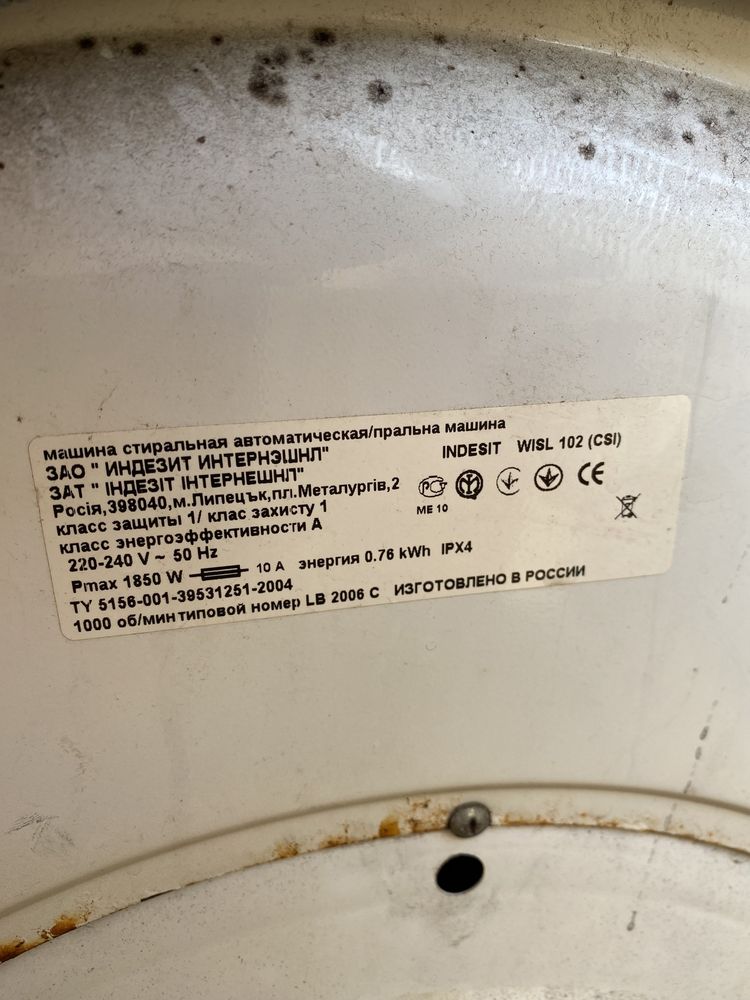 машина стиральная автоматическая/пральна машина
ЗАО " ИНДЕЗИТ ИНТЕРНЭШНЛ"
INDESIT WISL 102 (CSI)
ЗАТ " ІНДЕЗІТ ІНТЕРНЕШНЛ"
Росія,398040,м.Липецьк,пл.Металургів,2
РСТ CE
ME 10
класс защиты 1/ клас захисту 1
класс энергоэффективности А
220-240 V ~ 50 Hz
Pmax 1850 W 10 A энергия 0.76 kWh IPX4
ТУ 5156-001-39531251-2004
1000 об/мин типовой номер LB 2006 C ИЗГОТОВЛЕНО В РОССИИ